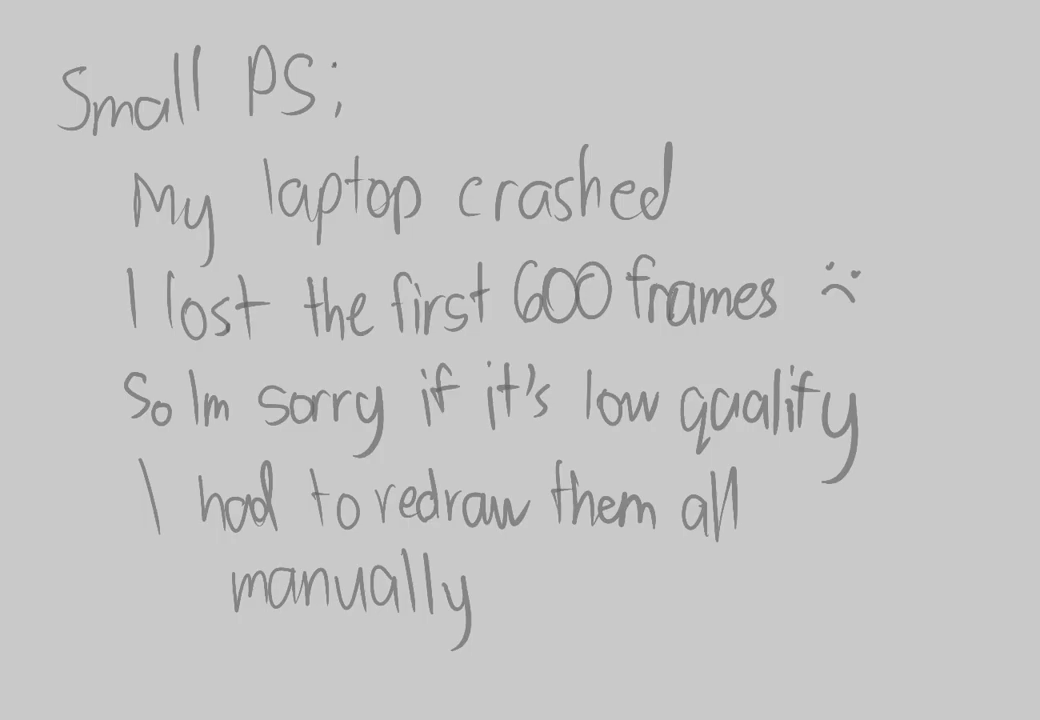 Small PS;
My laptop crashed
I lost the first 600 frames :(
So Im sorry if it's low quality
I had to redraw them all
manually